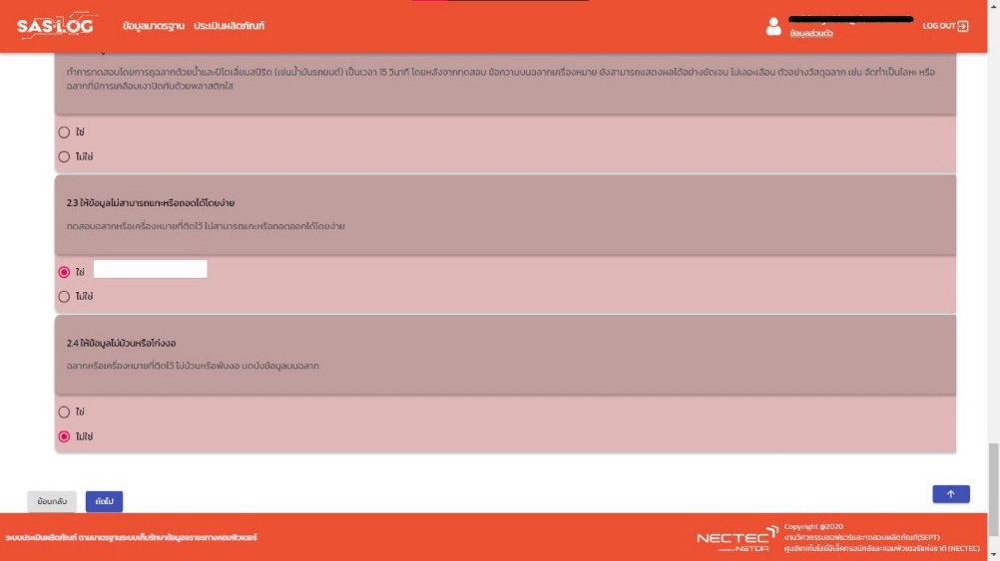 SAS-LOG
ข้อมูลมาตรฐาน ประเมินผลิตภัณฑ์
ข้อมูลส่วนตัว
LOG OUT
ทำการทดสอบโดยการถูฉลากด้วยน้ำและปิโตเลี่ยมสปิริต (เช่นน้ำมันรถยนต์) เป็นเวลา 15 วินาที โดยหลังจากทดสอบ ข้อความบนฉลากเครื่องหมาย ยังสามารถแสดงผลได้อย่างชัดเจน ไม่เลอะเลือน ตัวอย่างวัสดุฉลาก เช่น จัดทำเป็นโลหะ หรือ
ฉลากที่มีการเคลือบเงาปิดทับด้วยพลาสติกใส
ใช่
ไม่ใช่
2.3 ให้ข้อมูลไม่สามารถแกะหรือถอดได้โดยง่าย
ทดสอบฉลากหรือเครื่องหมายที่ติดไว้ ไม่สามารถแกะหรือถอดออกได้โดยง่าย
ใช่
ไม่ใช่
2.4 ให้ข้อมูลไม่ม้วนหรือโก่งงอ
ฉลากหรือเครื่องหมายที่ติดไว้ ไม่ม้วนหรือพับงอ บดบังข้อมูลบนฉลาก
ใช่
ไม่ใช่
ย้อนกลับ
ถัดไป
ระบบประเมินผลิตภัณฑ์ ตามมาตรฐานระบบเก็บรักษาข้อมูลจราจรทางคอมพิวเตอร์
NECTEC
NSTDA
Copyright @2020
งานวิศวกรรมซอฟแวร์และทดสอบผลิตภัณฑ์(SEPT)
ศูนย์เทคโนโลยีอิเล็กทรอนิกส์และคอมพิวเตอร์แห่งชาติ (NECTEC)